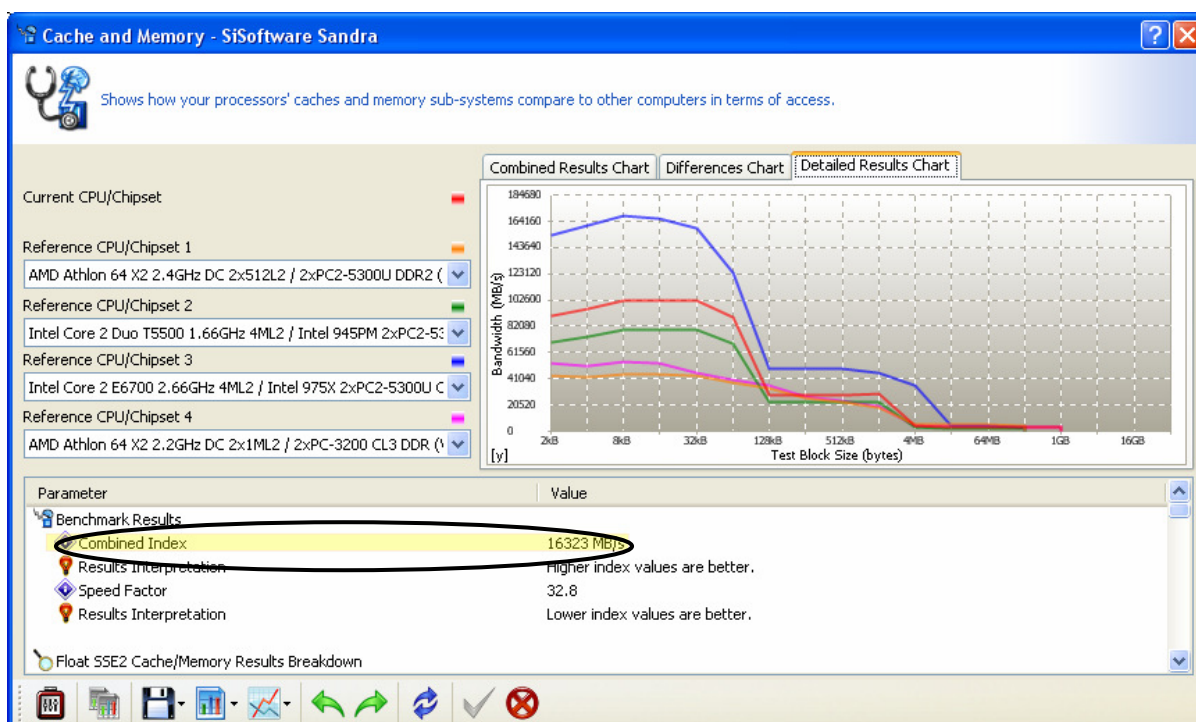 Cache and Memory - SiSoftware Sandra
Shows how your processors' caches and memory sub-systems compare to other computers in terms of access.
Combined Results Chart Differences Chart Detailed Results Chart
Current CPU/Chipset
Reference CPU/Chipset 1
AMD Athlon 64 X2 2.4GHz DC 2x512L2 / 2xPC2-5300U DDR2 (
Reference CPU/Chipset 2
Intel Core 2 Duo T5500 1.66GHz 4ML2 / Intel 945PM 2xPC2-53
Reference CPU/Chipset 3
Intel Core 2 E6700 2.66GHz 4ML2 / Intel 975X 2xPC2-5300U C
Reference CPU/Chipset 4
AMD Athlon 64 X2 2.2GHz DC 2x1ML2 / 2xPC-3200 CL3 DDR (
184680
164160
143640
123120
102600
82080
61560
41040
20520
0
Bandwidth (MB/s)
2kB 8kB 32kB 128kB 512kB 4MB 64MB 1GB 16GB
[y] Test Block Size (bytes)
Parameter Value
Benchmark Results
Combined Index 16323 MB/s
Results Interpretation Higher index values are better.
Speed Factor 32.8
Results Interpretation Lower index values are better.
Float SSE2 Cache/Memory Results Breakdown